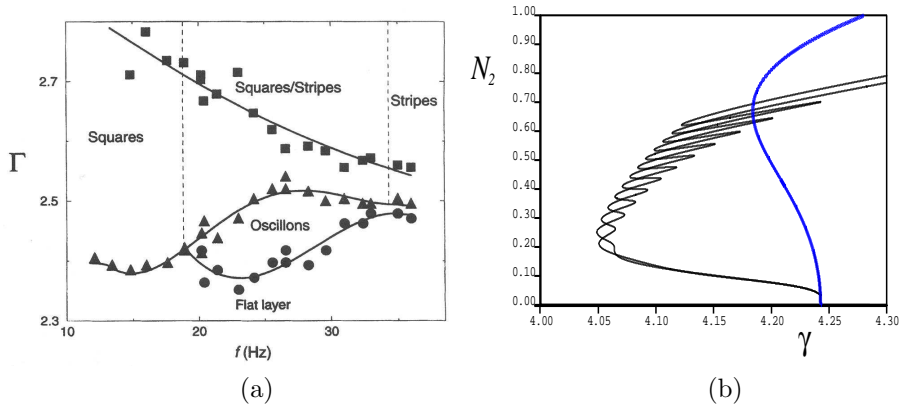 2.7
2.5
2.3
Γ
10
20
30
f (Hz)
Squares
Squares/Stripes
Stripes
Oscillons
Flat layer
(a)
1.00
0.90
0.80
0.70
0.60
0.50
0.40
0.30
0.20
0.10
0.00
N2
4.00
4.05
4.10
4.15
4.20
4.25
4.30
γ
(b)